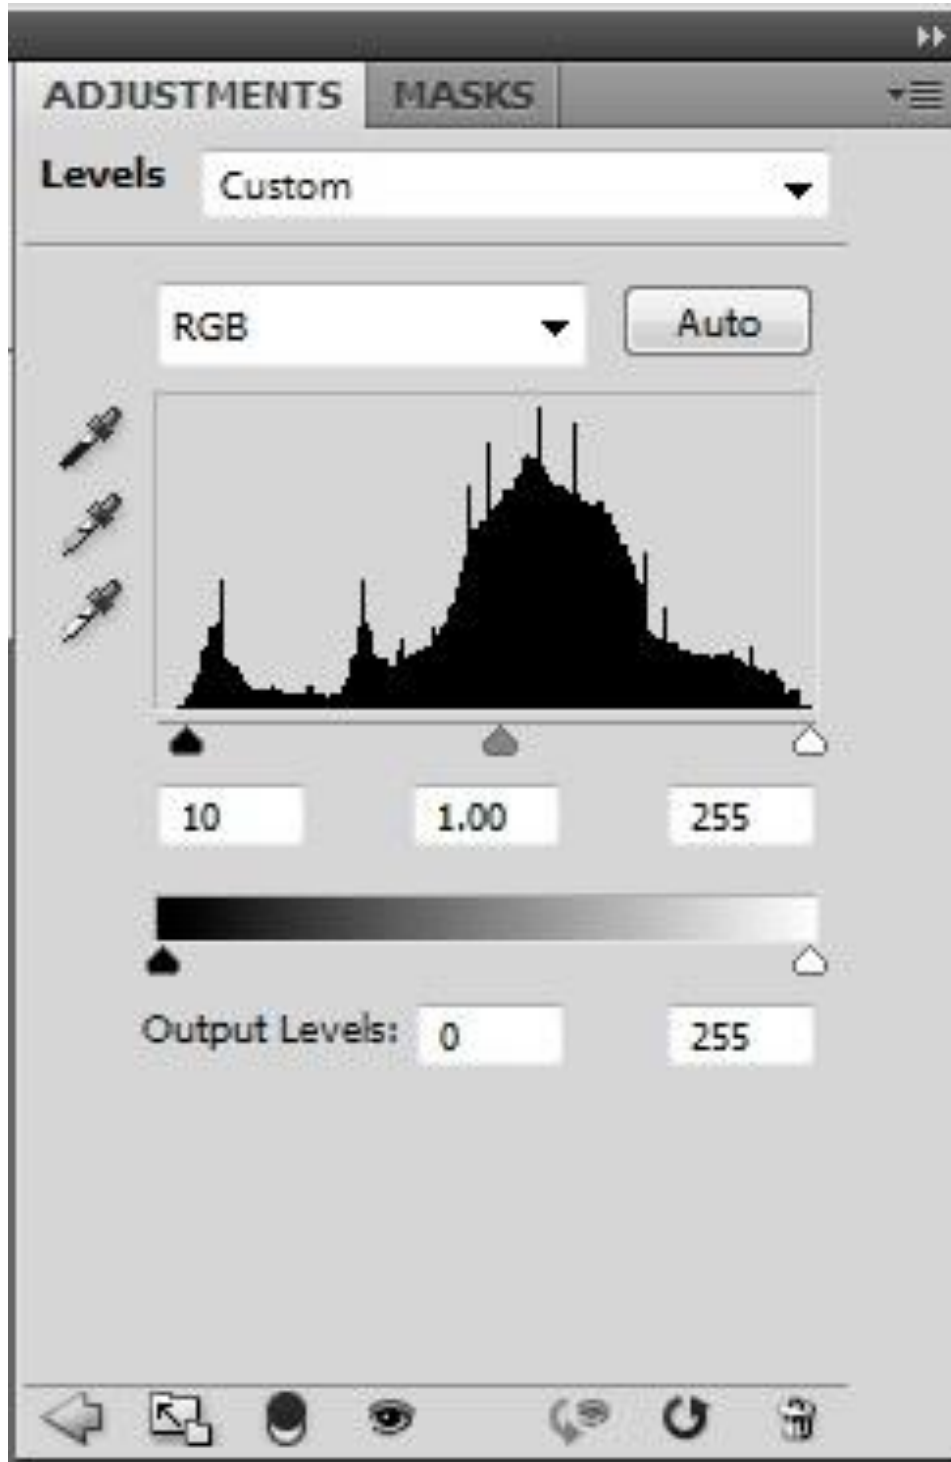 ADJUSTMENTS MASKS
Levels Custom
RGB Auto
10 1.00 255
Output Levels: 0 255